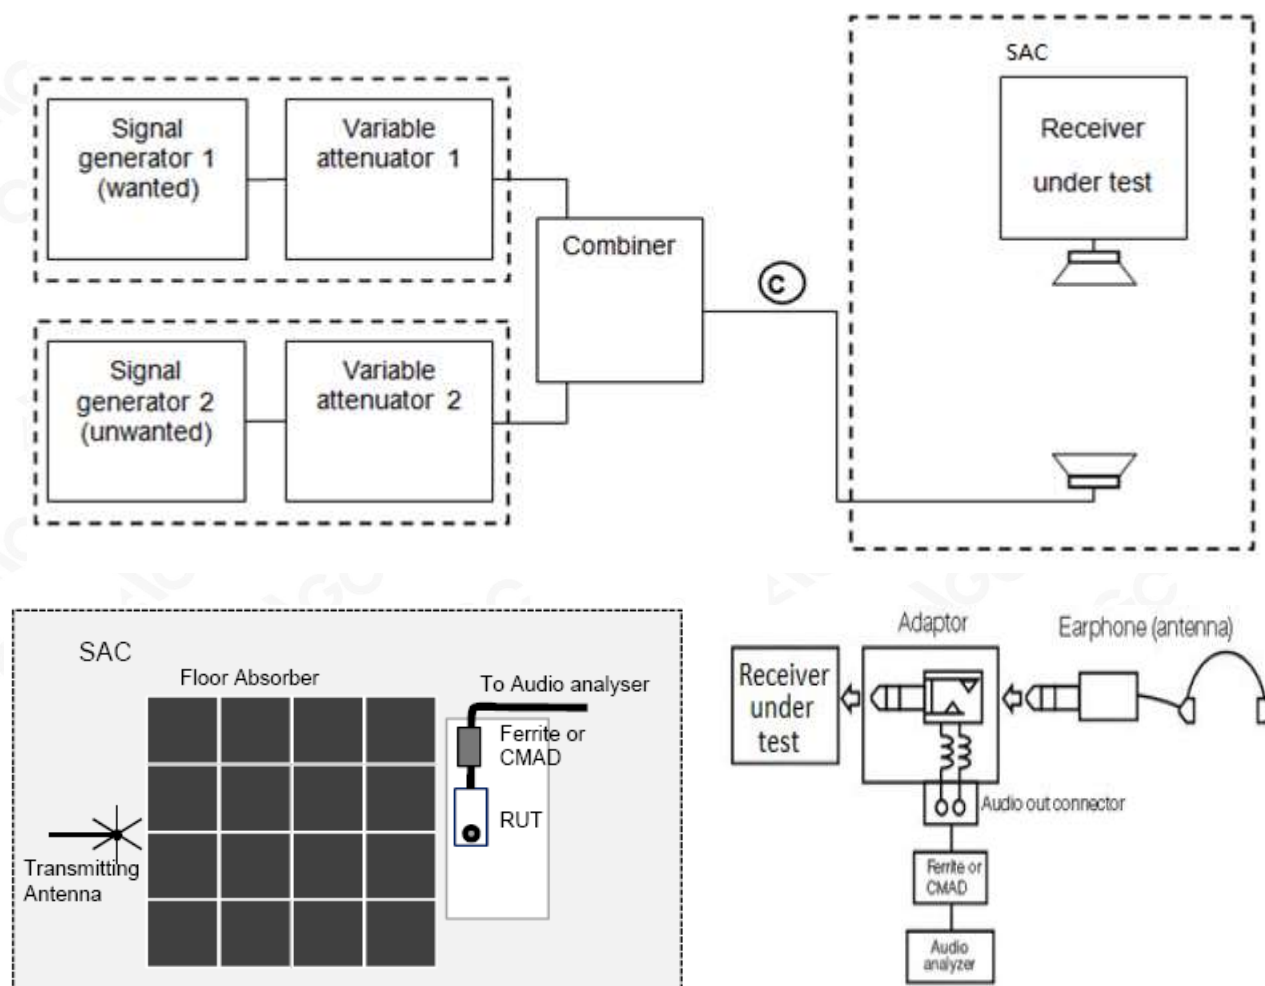 SAC
Signal
generator 1
(wanted)
Variable
attenuator 1
Receiver
under test
Combiner
C
Signal
generator 2
(unwanted)
Variable
attenuator 2
SAC
Floor Absorber
To Audio analyser
Ferrite or
CMAD
RUT
Transmitting
Antenna
Adaptor
Earphone (antenna)
Receiver
under
test
Audio out connector
Ferrite or
CMAD
Audio
analyzer